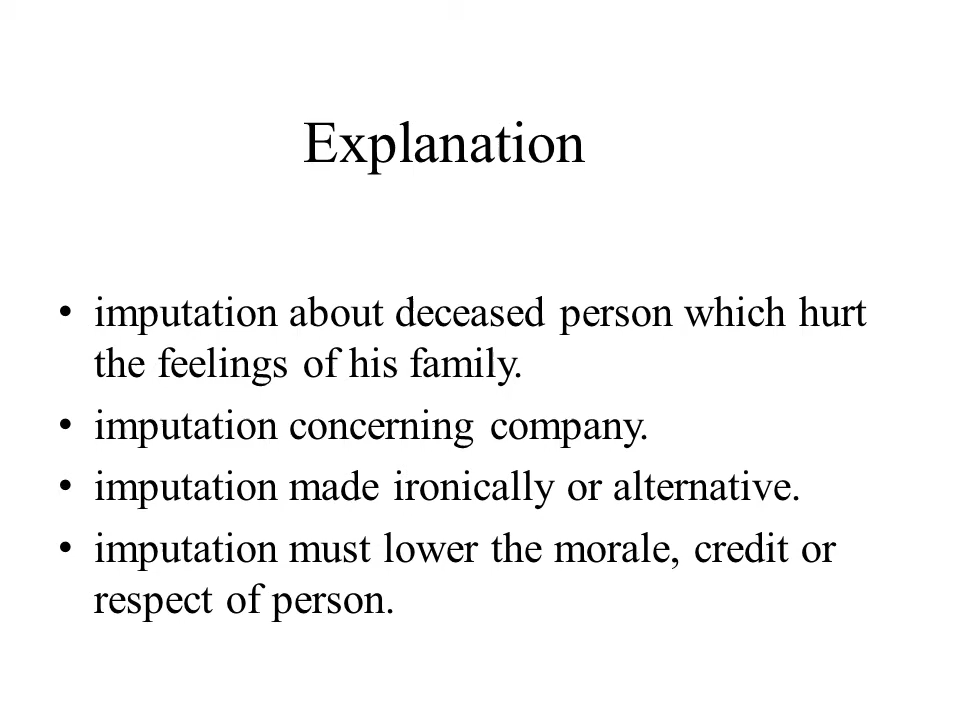 Explanation
• imputation about deceased person which hurt
the feelings of his family.
• imputation concerning company.
• imputation made ironically or alternative.
• imputation must lower the morale, credit or
respect of person.